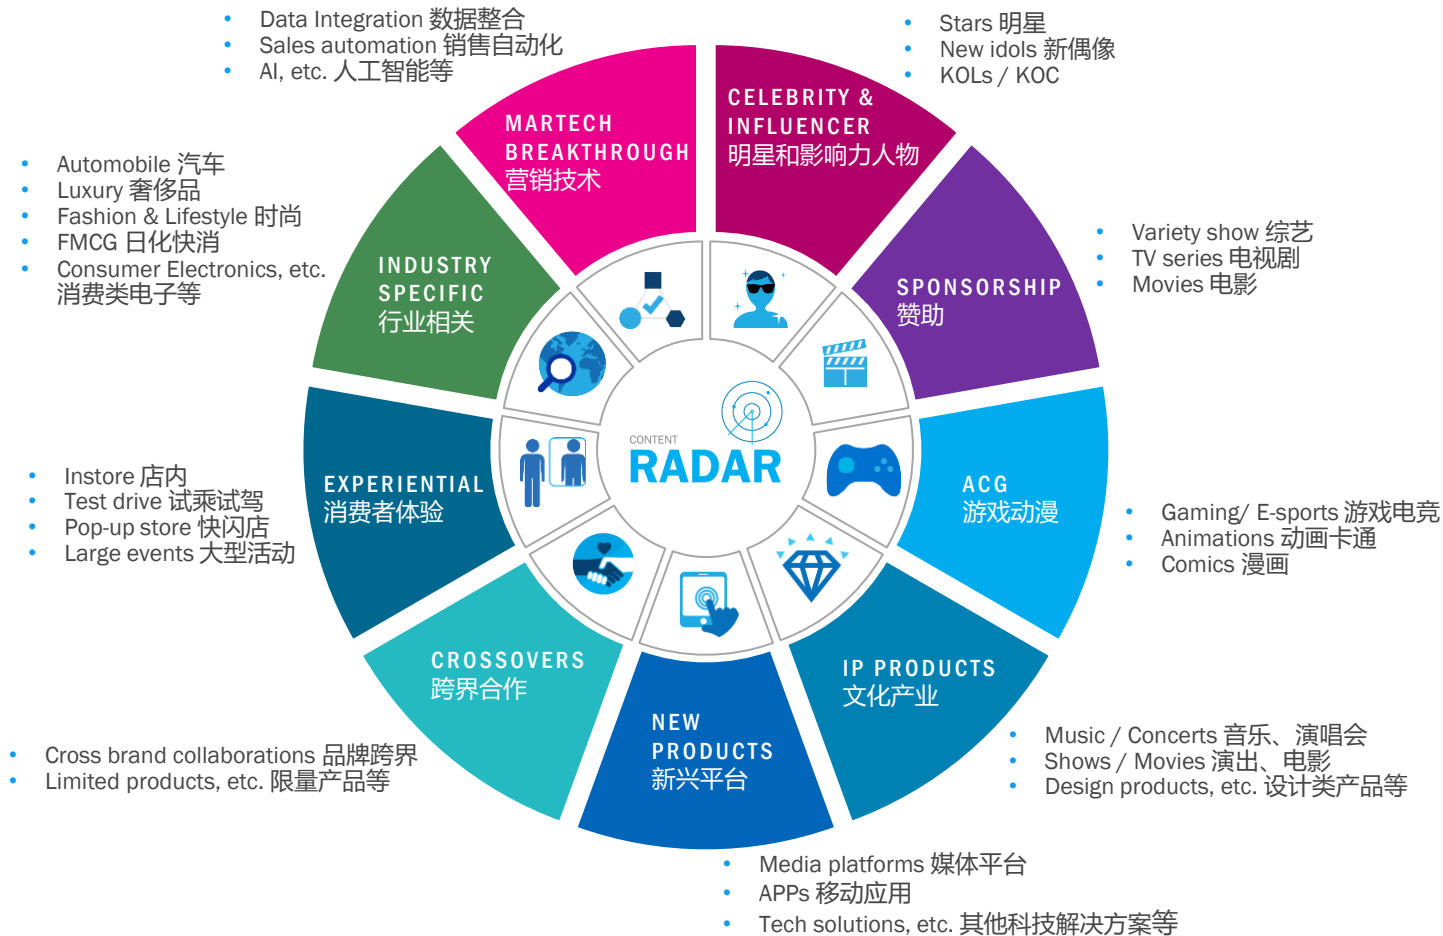 Data Integration 数据整合
Sales automation 销售自动化
AI, etc. 人工智能等
Stars 明星
New idols 新偶像
KOLs / KOC
MARTECH
BREAKTHROUGH
营销技术
CELEBRITY &
INFLUENCER
明星和影响力人物
Automobile 汽车
Luxury 奢侈品
Fashion & Lifestyle 时尚
FMCG 日化快消
Consumer Electronics, etc.
消费类电子等
INDUSTRY
SPECIFIC
行业相关
SPONSORSHIP
赞助
Variety show 综艺
TV series 电视剧
Movies 电影
CONTENT
RADAR
Instore 店内
Test drive 试乘试驾
Pop-up store 快闪店
Large events 大型活动
EXPERIENTIAL
消费者体验
ACG
游戏动漫
Gaming/ E-sports 游戏电竞
Animations 动画卡通
Comics 漫画
CROSSOVERS
跨界合作
Cross brand collaborations 品牌跨界
Limited products, etc. 限量产品等
NEW
PRODUCTS
新兴平台
IP PRODUCTS
文化产业
Music / Concerts 音乐、演唱会
Shows / Movies 演出、电影
Design products, etc. 设计类产品等
Media platforms 媒体平台
APPs 移动应用
Tech solutions, etc. 其他科技解决方案等